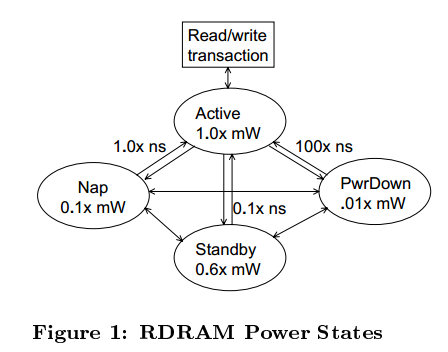 Read/write
transaction
Active
1.0x mW
1.0x ns
100x ns
Nap
0.1x mW
PwrDown
.01x mW
0.1x ns
Standby
0.6x mW
Figure 1: RDRAM Power States